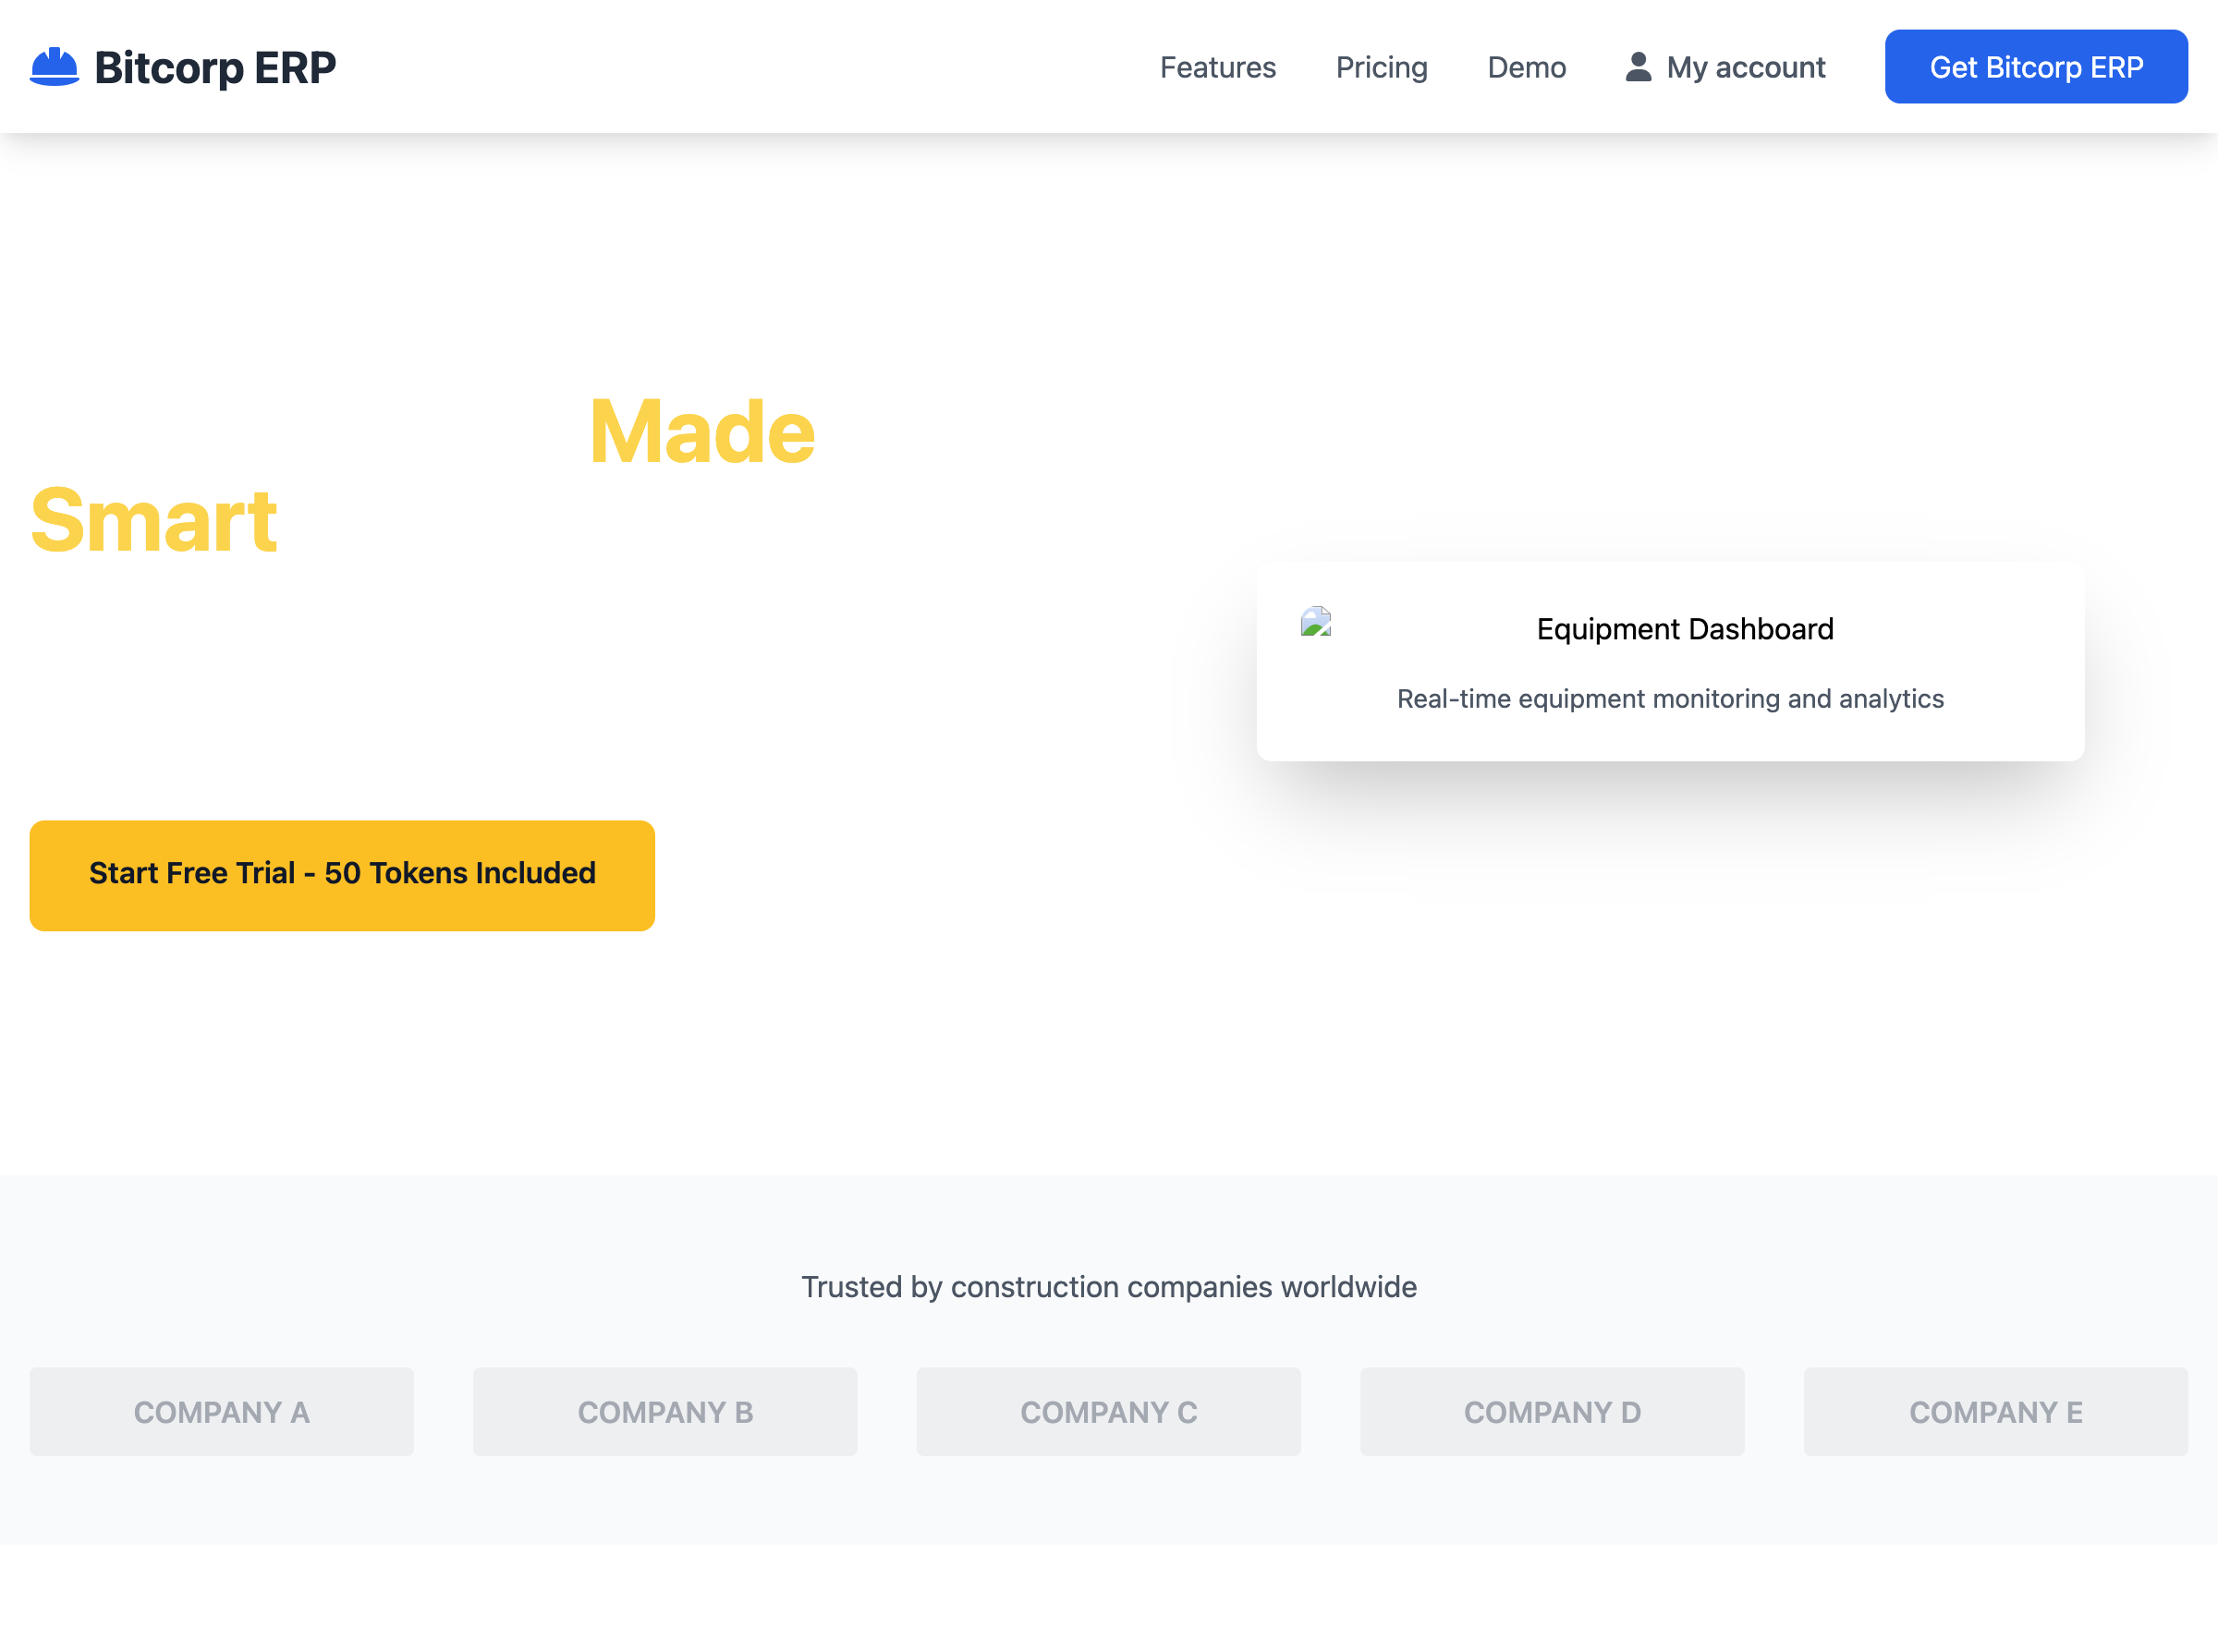 Bitcorp ERP
Features
Pricing
Demo
My account
Get Bitcorp ERP
Made
Smart
Equipment Dashboard
Real-time equipment monitoring and analytics
Start Free Trial - 50 Tokens Included
Trusted by construction companies worldwide
COMPANY A
COMPANY B
COMPANY C
COMPANY D
COMPANY E